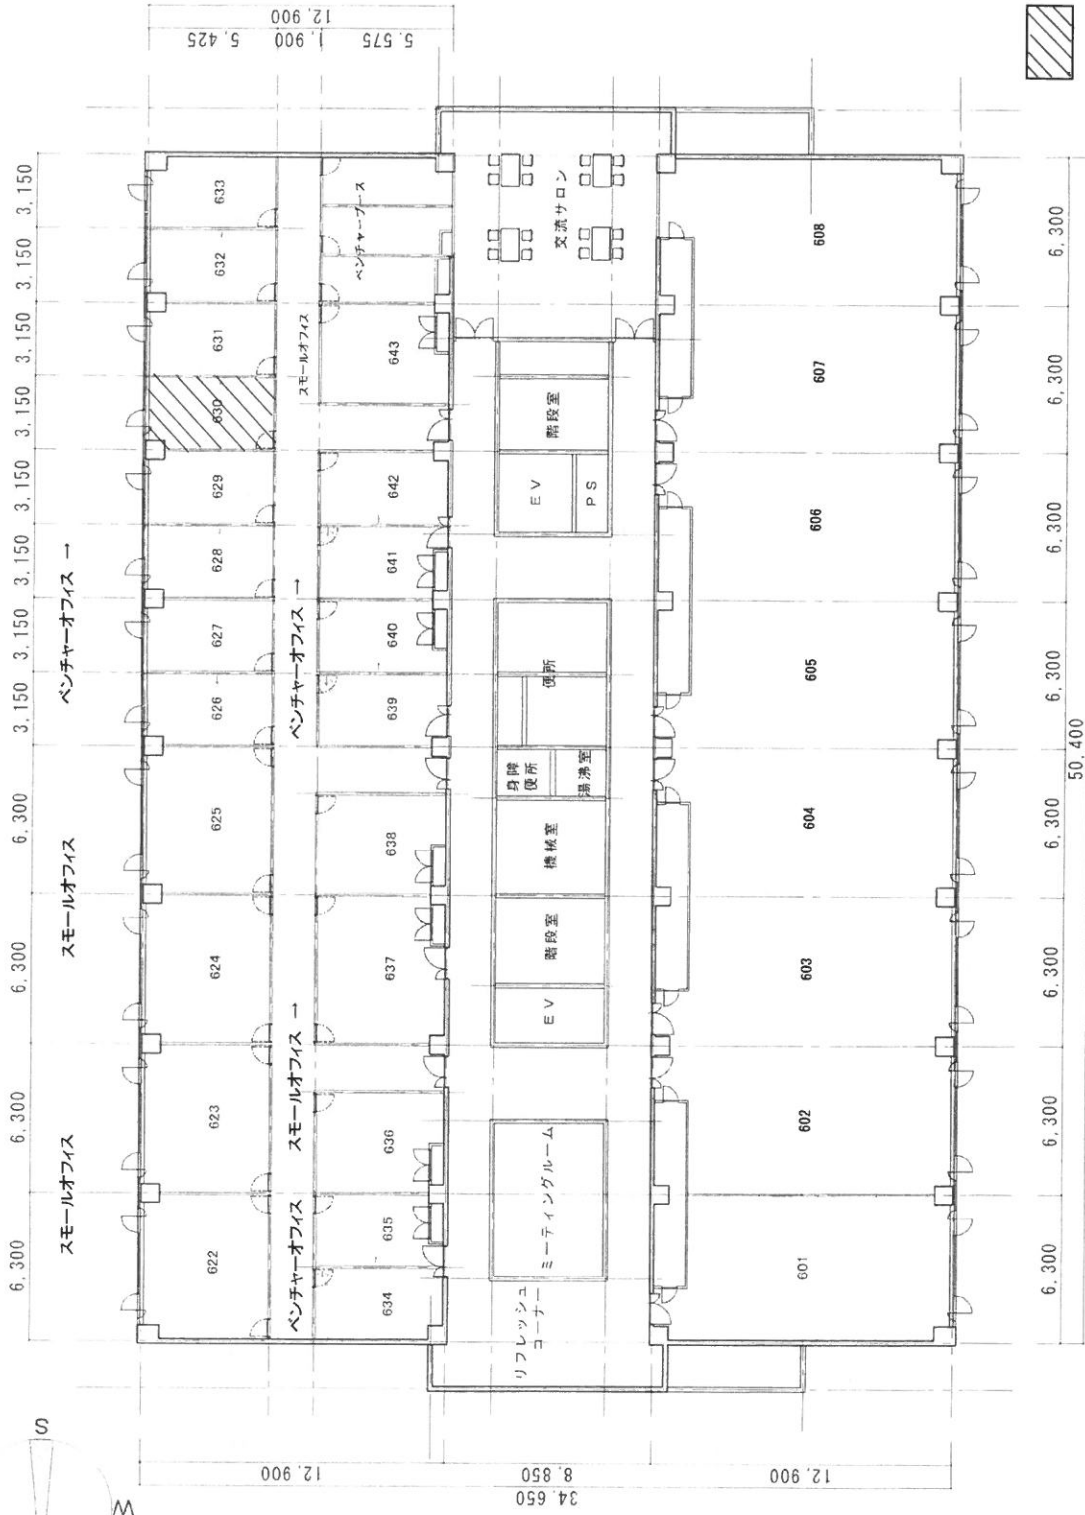 12,900
5,425
1,900
5,575
3,150
3,150
3,150
3,150
3,150
3,150
3,150
3,150
6,300
6,300
6,300
6,300
ベンチャーオフィス →
スモールオフィス
スモールオフィス
633
632
631
630
629
628
627
626
625
624
623
622
スモールオフィス
ベンチャーオフィス →
スモールオフィス →
ベンチャーオフィス
ベンチャーブース
643
642
641
640
639
638
637
636
635
634
交流サロン
階段室
EV
PS
便所
身障
便所
湯沸室
機械室
階段室
EV
ミーティングルーム
リフレッシュ
コーナー
608
607
606
605
604
603
602
601
6,300
6,300
6,300
6,300
6,300
6,300
6,300
6,300
50,400
S
W
12,900
8,850
12,900
34,650